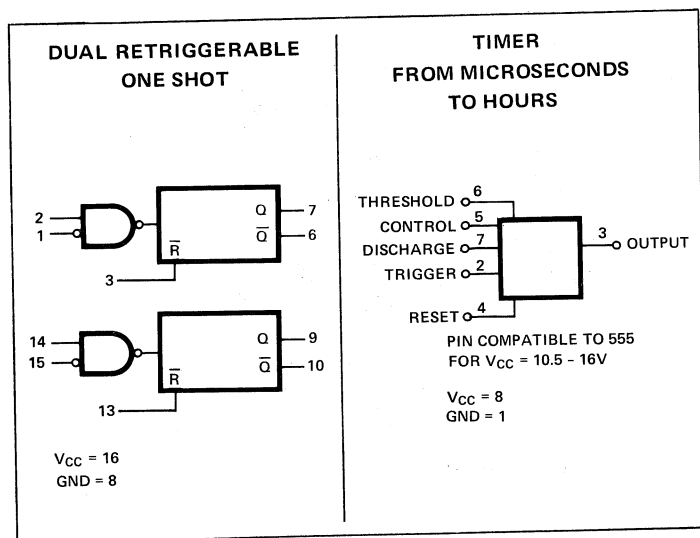 DUAL RETRIGGERABLE
ONE SHOT
2
1
3
R
Q
Q
7
6
14
15
13
R
Q
Q
9
10
VCC = 16
GND = 8
TIMER
FROM MICROSECONDS
TO HOURS
THRESHOLD 6
CONTROL 5
DISCHARGE 7
TRIGGER 2
RESET 4
3 OUTPUT
PIN COMPATIBLE TO 555
FOR VCC = 10.5 - 16V
VCC = 8
GND = 1